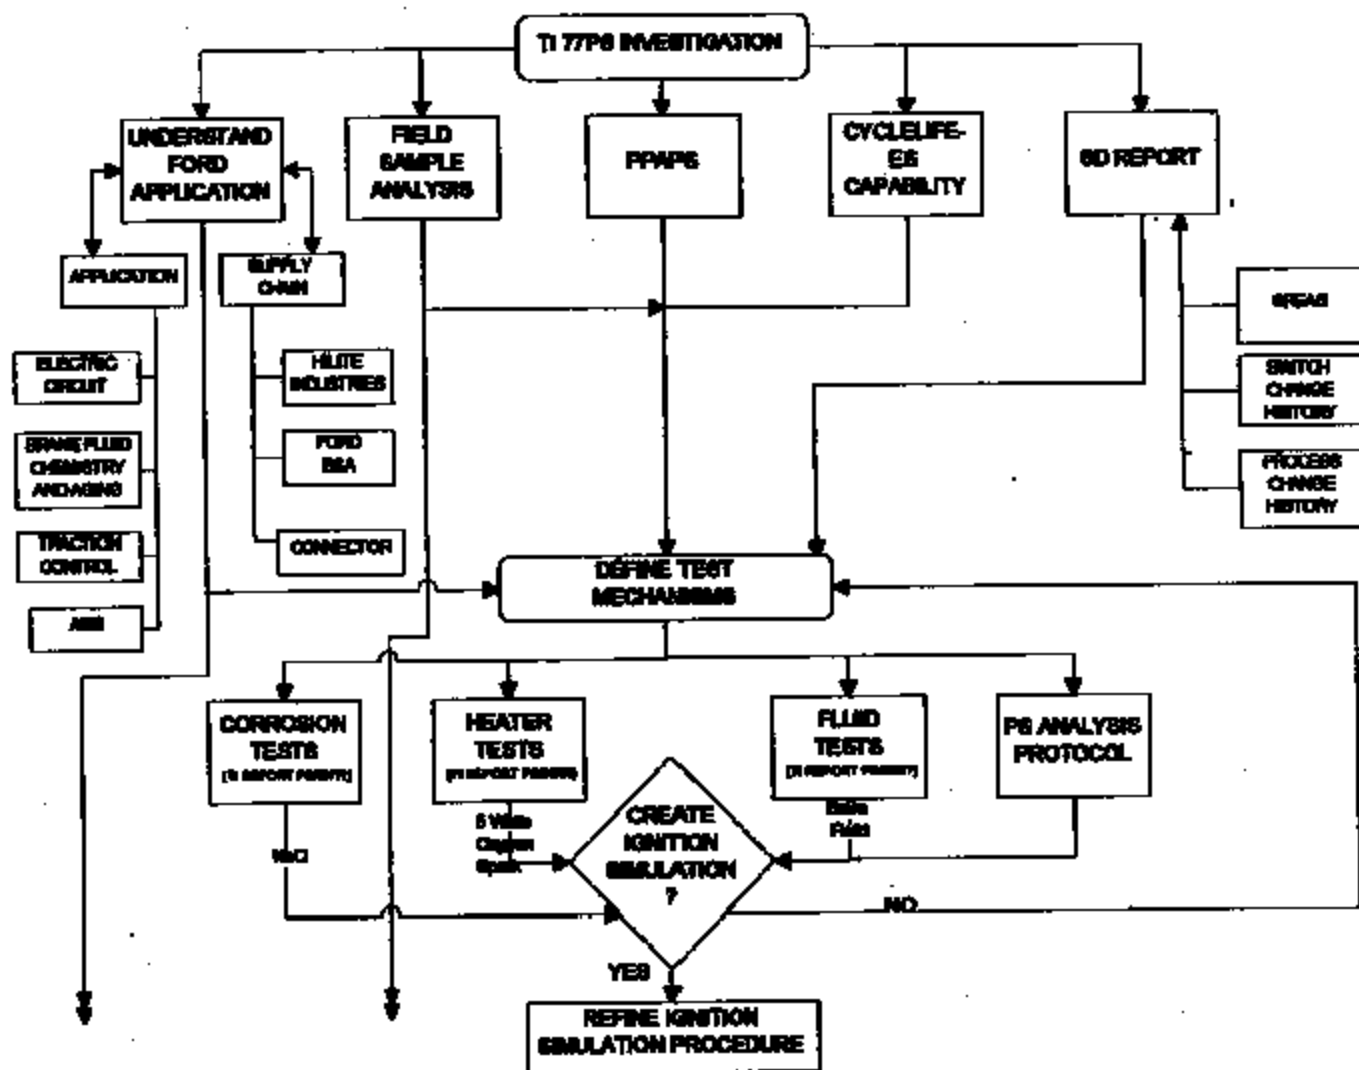 TI 77PS INVESTIGATION
UNDERSTAND
FORD
APPLICATION
FIELD
SAMPLE
ANALYSIS
PPAPS
CYCLELIFE-
ES
CAPABILITY
8D REPORT
APPLICATION
SUPPLY
CHAIN
ELECTRIC
CIRCUIT
BRAKE FLUID
CHEMISTRY
AND AGING
TRACTION
CONTROL
ABS
HILITE
INDUSTRIES
FORD
CONNECTOR
SWITCH
CHANGE
HISTORY
PROCESS
CHANGE
HISTORY
DEFINE TEST
MECHANISMS
CORROSION
TESTS
HEATER
TESTS
FLUID
TESTS
PS ANALYSIS
PROTOCOL
NaCl
CREATE
IGNITION
SIMULATION
?
NO
YES
REFINE IGNITION
SIMULATION PROCEDURE